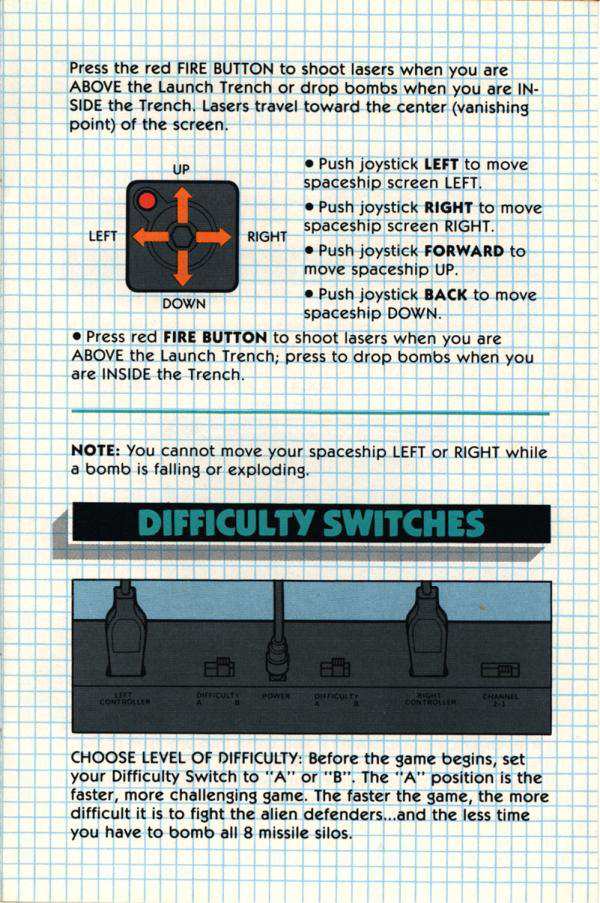 Press the red FIRE BUTTON to shoot lasers when you are
ABOVE the Launch Trench or drop bombs when you are IN-
SIDE the Trench. Lasers travel toward the center (vanishing
point) of the screen.
UP
LEFT
RIGHT
DOWN
• Push joystick LEFT to move
spaceship screen LEFT.
• Push joystick RIGHT to move
spaceship screen RIGHT.
• Push joystick FORWARD to
move spaceship UP.
• Push joystick BACK to move
spaceship DOWN.
• Press red FIRE BUTTON to shoot lasers when you are
ABOVE the Launch Trench; press to drop bombs when you
are INSIDE the Trench.
NOTE: You cannot move your spaceship LEFT or RIGHT while
a bomb is falling or exploding.
DIFFICULTY SWITCHES
LEFT
CONTROLLER
DIFFICULTY
A B
POWER
DIFFICULTY
A B
RIGHT
CONTROLLER
CHANNEL
2-3
CHOOSE LEVEL OF DIFFICULTY: Before the game begins, set
your Difficulty Switch to "A" or "B". The "A" position is the
faster, more challenging game. The faster the game, the more
difficult it is to fight the alien defenders...and the less time
you have to bomb all 8 missile silos.